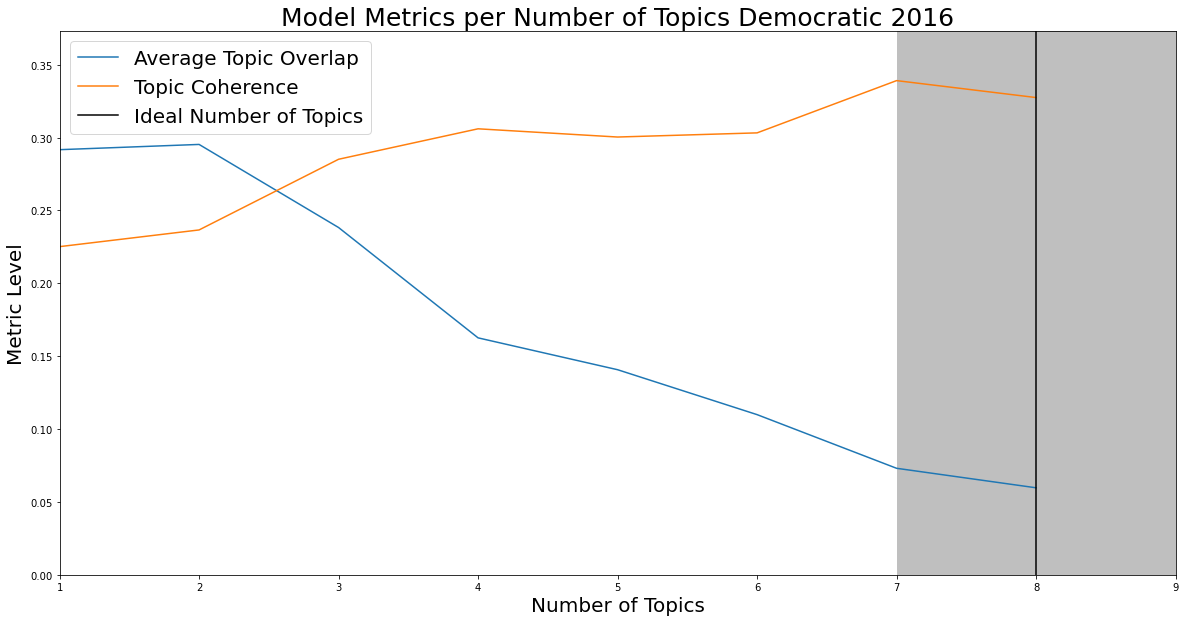 Model Metrics per Number of Topics Democratic 2016
Average Topic Overlap
Topic Coherence
Ideal Number of Topics
Metric Level
0.35
0.30
0.25
0.20
0.15
0.10
0.05
0.00
1 2 3 4 5 6 7 8 9
Number of Topics